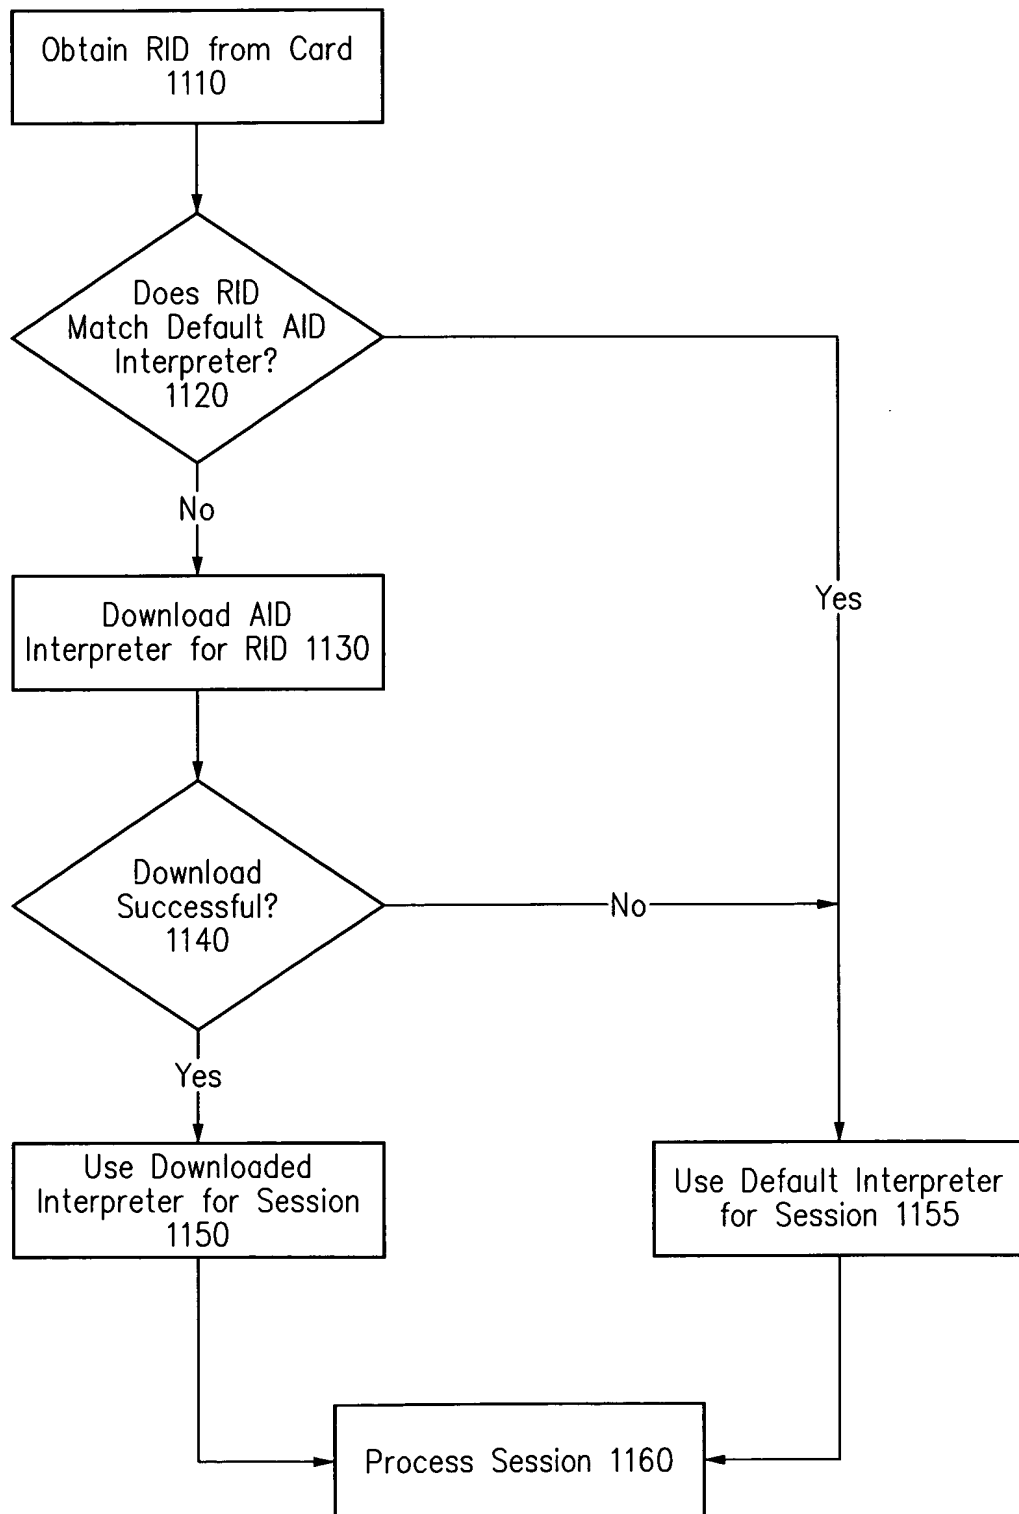 Obtain RID from Card
1110
Does RID
Match Default AID
Interpreter?
1120
No
Yes
Download AID
Interpreter for RID 1130
Download
Successful?
1140
No
Yes
Use Downloaded
Interpreter for Session
1150
Use Default Interpreter
for Session 1155
Process Session 1160